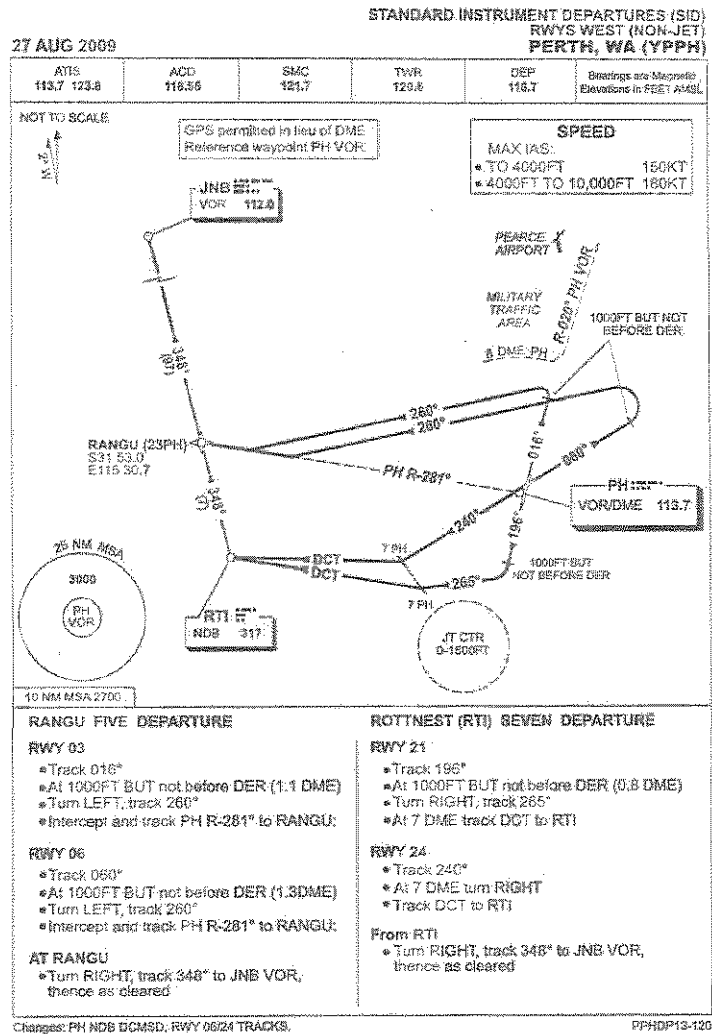 STANDARD INSTRUMENT DEPARTURES (SID)
RWYS WEST (NON-JET)
27 AUG 2009
PERTH, WA (YPPH)
ATIS
113.7 123.8
ACD
118.55
SMC
121.7
TWR
120.5
DEP
118.7
Bearings are Magnetic
Elevations in FEET AMSL
NOT TO SCALE
2° W
GPS permitted in lieu of DME
Reference waypoint PH VOR
SPEED
MAX IAS:
• TO 4000FT 150KT
• 4000FT TO 10,000FT 160KT
JNB
VOR 112.0
PEARCE
AIRPORT
MILITARY
TRAFFIC
AREA
R-020° PH VOR
8 DME PH
1000FT BUT NOT
BEFORE DER
348°
(97)
260°
260°
016°
060°
RANGU (23PH)
S31 53.0
E115 30.7
PH R-281°
PH
VOR/DME 113.7
348°
240°
196°
25 NM MSA
3000
PH
VOR
10 NM MSA 2700
DCT
DCT
7 PH
7 PH
265°
1000FT BUT
NOT BEFORE DER
RTI
NDB 317
JT CTR
0-1500FT
RANGU FIVE DEPARTURE
RWY 03
• Track 016°
• At 1000FT BUT not before DER (1.1 DME)
• Turn LEFT, track 260°
• Intercept and track PH R-281° to RANGU:
RWY 06
• Track 060°
• At 1000FT BUT not before DER (1.3DME)
• Turn LEFT, track 260°
• Intercept and track PH R-281° to RANGU:
AT RANGU
• Turn RIGHT, track 348° to JNB VOR,
thence as cleared
ROTTNEST (RTI) SEVEN DEPARTURE
RWY 21
• Track 196°
• At 1000FT BUT not before DER (0.8 DME)
• Turn RIGHT, track 265°
• At 7 DME track DCT to RTI
RWY 24
• Track 240°
• At 7 DME turn RIGHT
• Track DCT to RTI
From RTI
• Turn RIGHT, track 348° to JNB VOR,
thence as cleared
Changes: PH NDB DCMSD, RWY 06/24 TRACKS.
PPHDP13-120